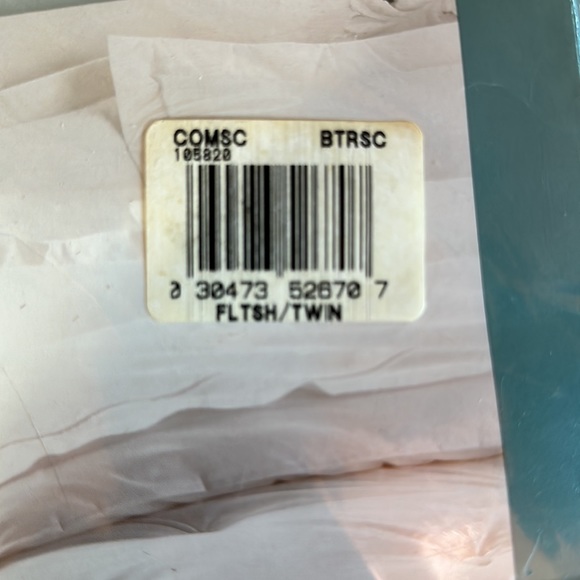 COMSC BTRSC
105820
0 30473 52670 7
FLTSH/TWIN